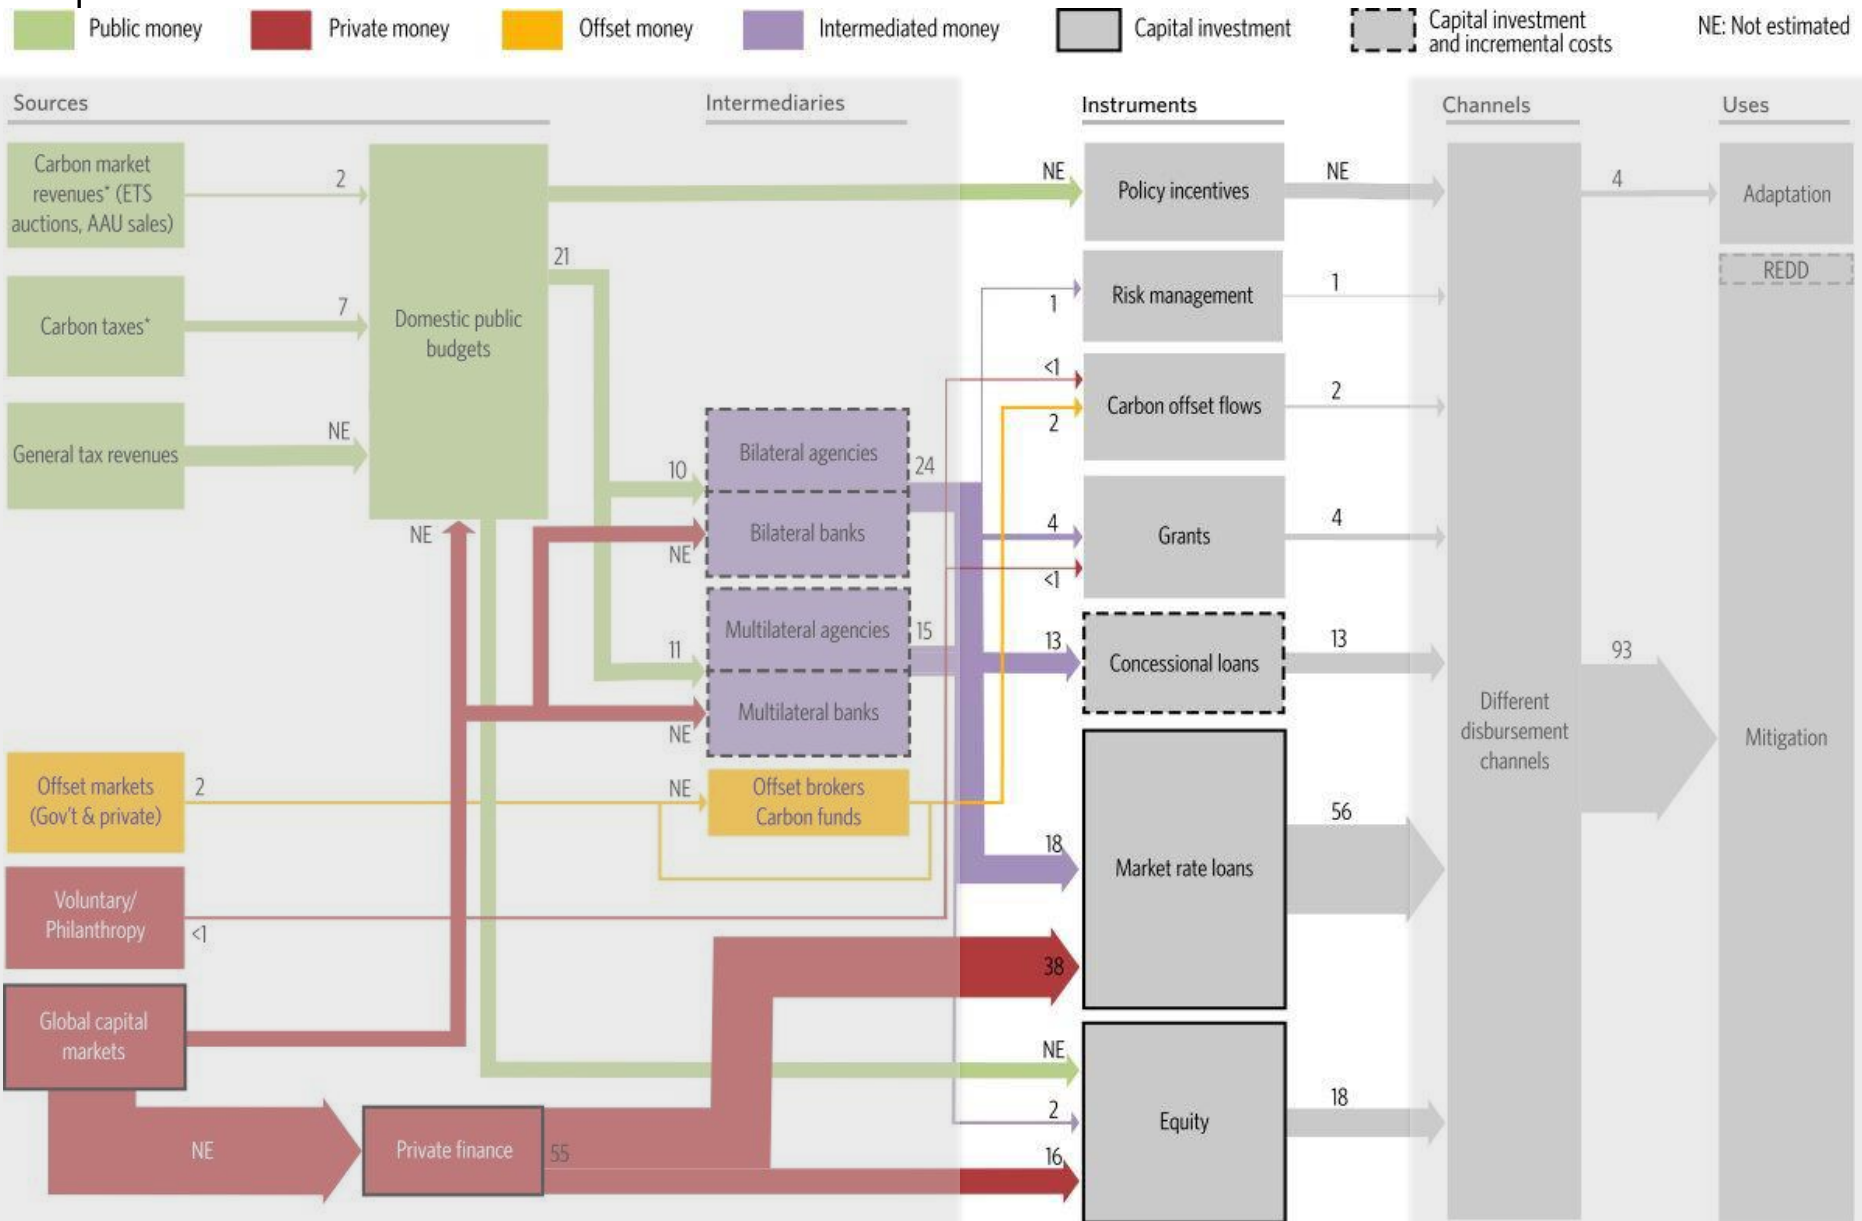 Public money
Private money
Offset money
Intermediated money
Capital investment
Capital investment
and incremental costs
NE: Not estimated
Sources
Intermediaries
Instruments
Channels
Uses
Carbon market
revenues* (ETS
auctions, AAU sales)
2
Carbon taxes*
7
General tax revenues
NE
Domestic public
budgets
21
NE
10
NE
11
NE
Bilateral agencies
Bilateral banks
24
Multilateral agencies
Multilateral banks
15
Offset markets
(Gov't & private)
2
NE
Offset brokers
Carbon funds
Voluntary/
Philanthropy
<1
Global capital
markets
NE
Private finance
55
NE
Policy incentives
NE
1
Risk management
1
<1
2
Carbon offset flows
2
4
<1
Grants
4
13
Concessional loans
13
18
38
Market rate loans
56
NE
2
16
Equity
18
Different
disbursement
channels
4
Adaptation
REDD
93
Mitigation